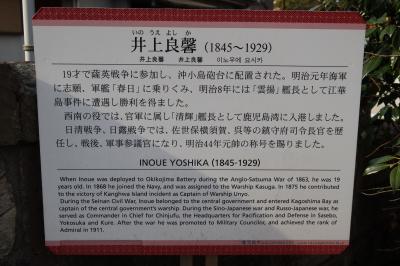 いの うえ よし か
井上良馨 (1845～1929)
井上良馨 井上良馨 이노우에 요시카
19才で薩英戦争に参加し、沖小島砲台に配置された。明治元年海軍
に志願、軍艦「春日」に乗りくみ、明治8年には「雲揚」艦長として江華
島事件に遭遇し勝利を得ました。
西南の役では、官軍に属し「清輝」艦長として鹿児島湾に入港しました。
日清戦争、日露戦争では、佐世保横須賀、呉等の鎮守府司令長官を歴
任し、戦後、軍事参議官になり、明治44年元帥の称号を賜りました。
INOUE YOSHIKA (1845-1929)
When Inoue was deployed to Okikojima Battery during the Anglo-Satsuma War of 1863, he was 19
years old. In 1868 he joined the Navy, and was assigned to the Warship Kasuga. In 1875 he contributed
to the victory of Kanghwa Island incident as Captain of Warship Unyo.
During the Seinan Civil War, Inoue belonged to the central government and entered Kagoshima Bay as
captain of the central government's warship. During the Sino-Japanese war and Russo-Japanese war, he
served as Commander in Chief for Chinjufu, the Headquarters for Pacification and Defense in Sasebo,
Yokosuka and Kure. After the war he was promoted to Military Councilor, and achieved the rank of
Admiral in 1911.